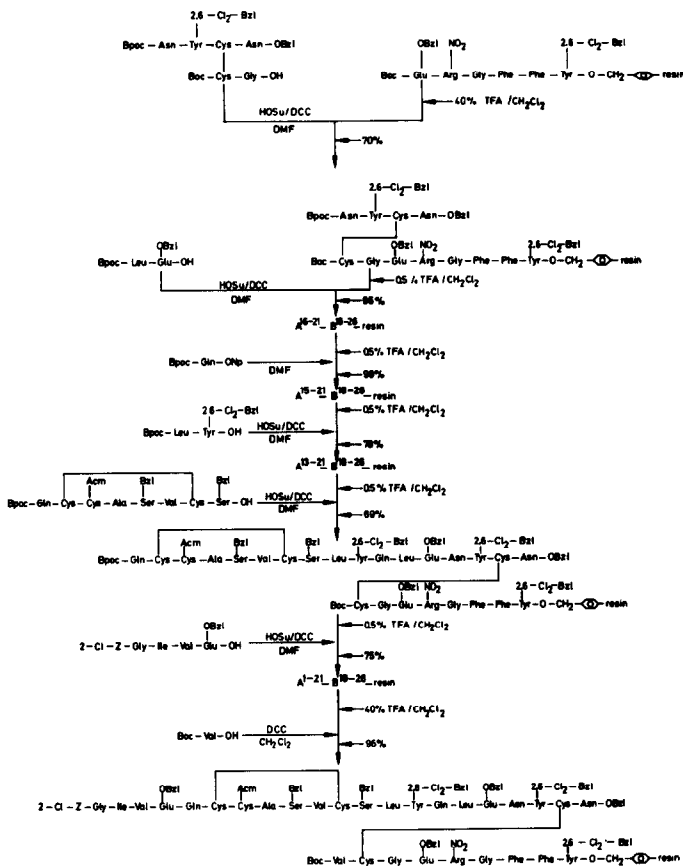 2,6-Cl2-Bzl
Bpoc-Asn-Tyr-Cys-Asn-OBzl
Boc-Cys-Gly-OH
OBzl NO2 2,6-Cl2-Bzl
Boc-Glu-Arg-Gly-Phe-Phe-Tyr-O-CH2-resin
40% TFA/CH2Cl2
HOSu/DCC
DMF
70%
2,6-Cl2-Bzl
Bpoc-Asn-Tyr-Cys-Asn-OBzl
OBzl
Bpoc-Leu-Glu-OH
OBzl NO2 2,6-Cl2-Bzl
Boc-Cys-Gly-Glu-Arg-Gly-Phe-Phe-Tyr-O-CH2-resin
0.5% TFA/CH2Cl2
HOSu/DCC
DMF
A16-21-B18-26-resin
0.5% TFA/CH2Cl2
Bpoc-Gln-ONp
DMF
A15-21-B18-26-resin
0.5% TFA/CH2Cl2
2,6-Cl2-Bzl
Bpoc-Leu-Tyr-OH
HOSu/DCC
DMF
78%
A13-21-B18-26-resin
Acm Bzl Bzl
Bpoc-Gln-Cys-Cys-Ala-Ser-Val-Cys-Ser-OH
0.5% TFA/CH2Cl2
HOSu/DCC
DMF
69%
Acm Bzl Bzl 2,6-Cl2-Bzl OBzl 2,6-Cl2-Bzl
Bpoc-Gln-Cys-Cys-Ala-Ser-Val-Cys-Ser-Leu-Tyr-Gln-Leu-Glu-Asn-Tyr-Cys-Asn-OBzl
OBzl NO2 2,6-Cl2-Bzl
Boc-Cys-Gly-Glu-Arg-Gly-Phe-Phe-Tyr-O-CH2-resin
0.5% TFA/CH2Cl2
OBzl
2-Cl-Z-Gly-Ile-Val-Glu-OH
HOSu/DCC
DMF
75%
A1-21-B18-26-resin
40% TFA/CH2Cl2
Boc-Val-OH
DCC
CH2Cl2
OBzl Acm Bzl Bzl 2,6-Cl2-Bzl OBzl 2,6-Cl2-Bzl
2-Cl-Z-Gly-Ile-Val-Glu-Gln-Cys-Cys-Ala-Ser-Val-Cys-Ser-Leu-Tyr-Gln-Leu-Glu-Asn-Tyr-Cys-Asn-OBzl
OBzl NO2 2,6-Cl2-Bzl
Boc-Val-Cys-Gly-Glu-Arg-Gly-Phe-Phe-Tyr-O-CH2-resin